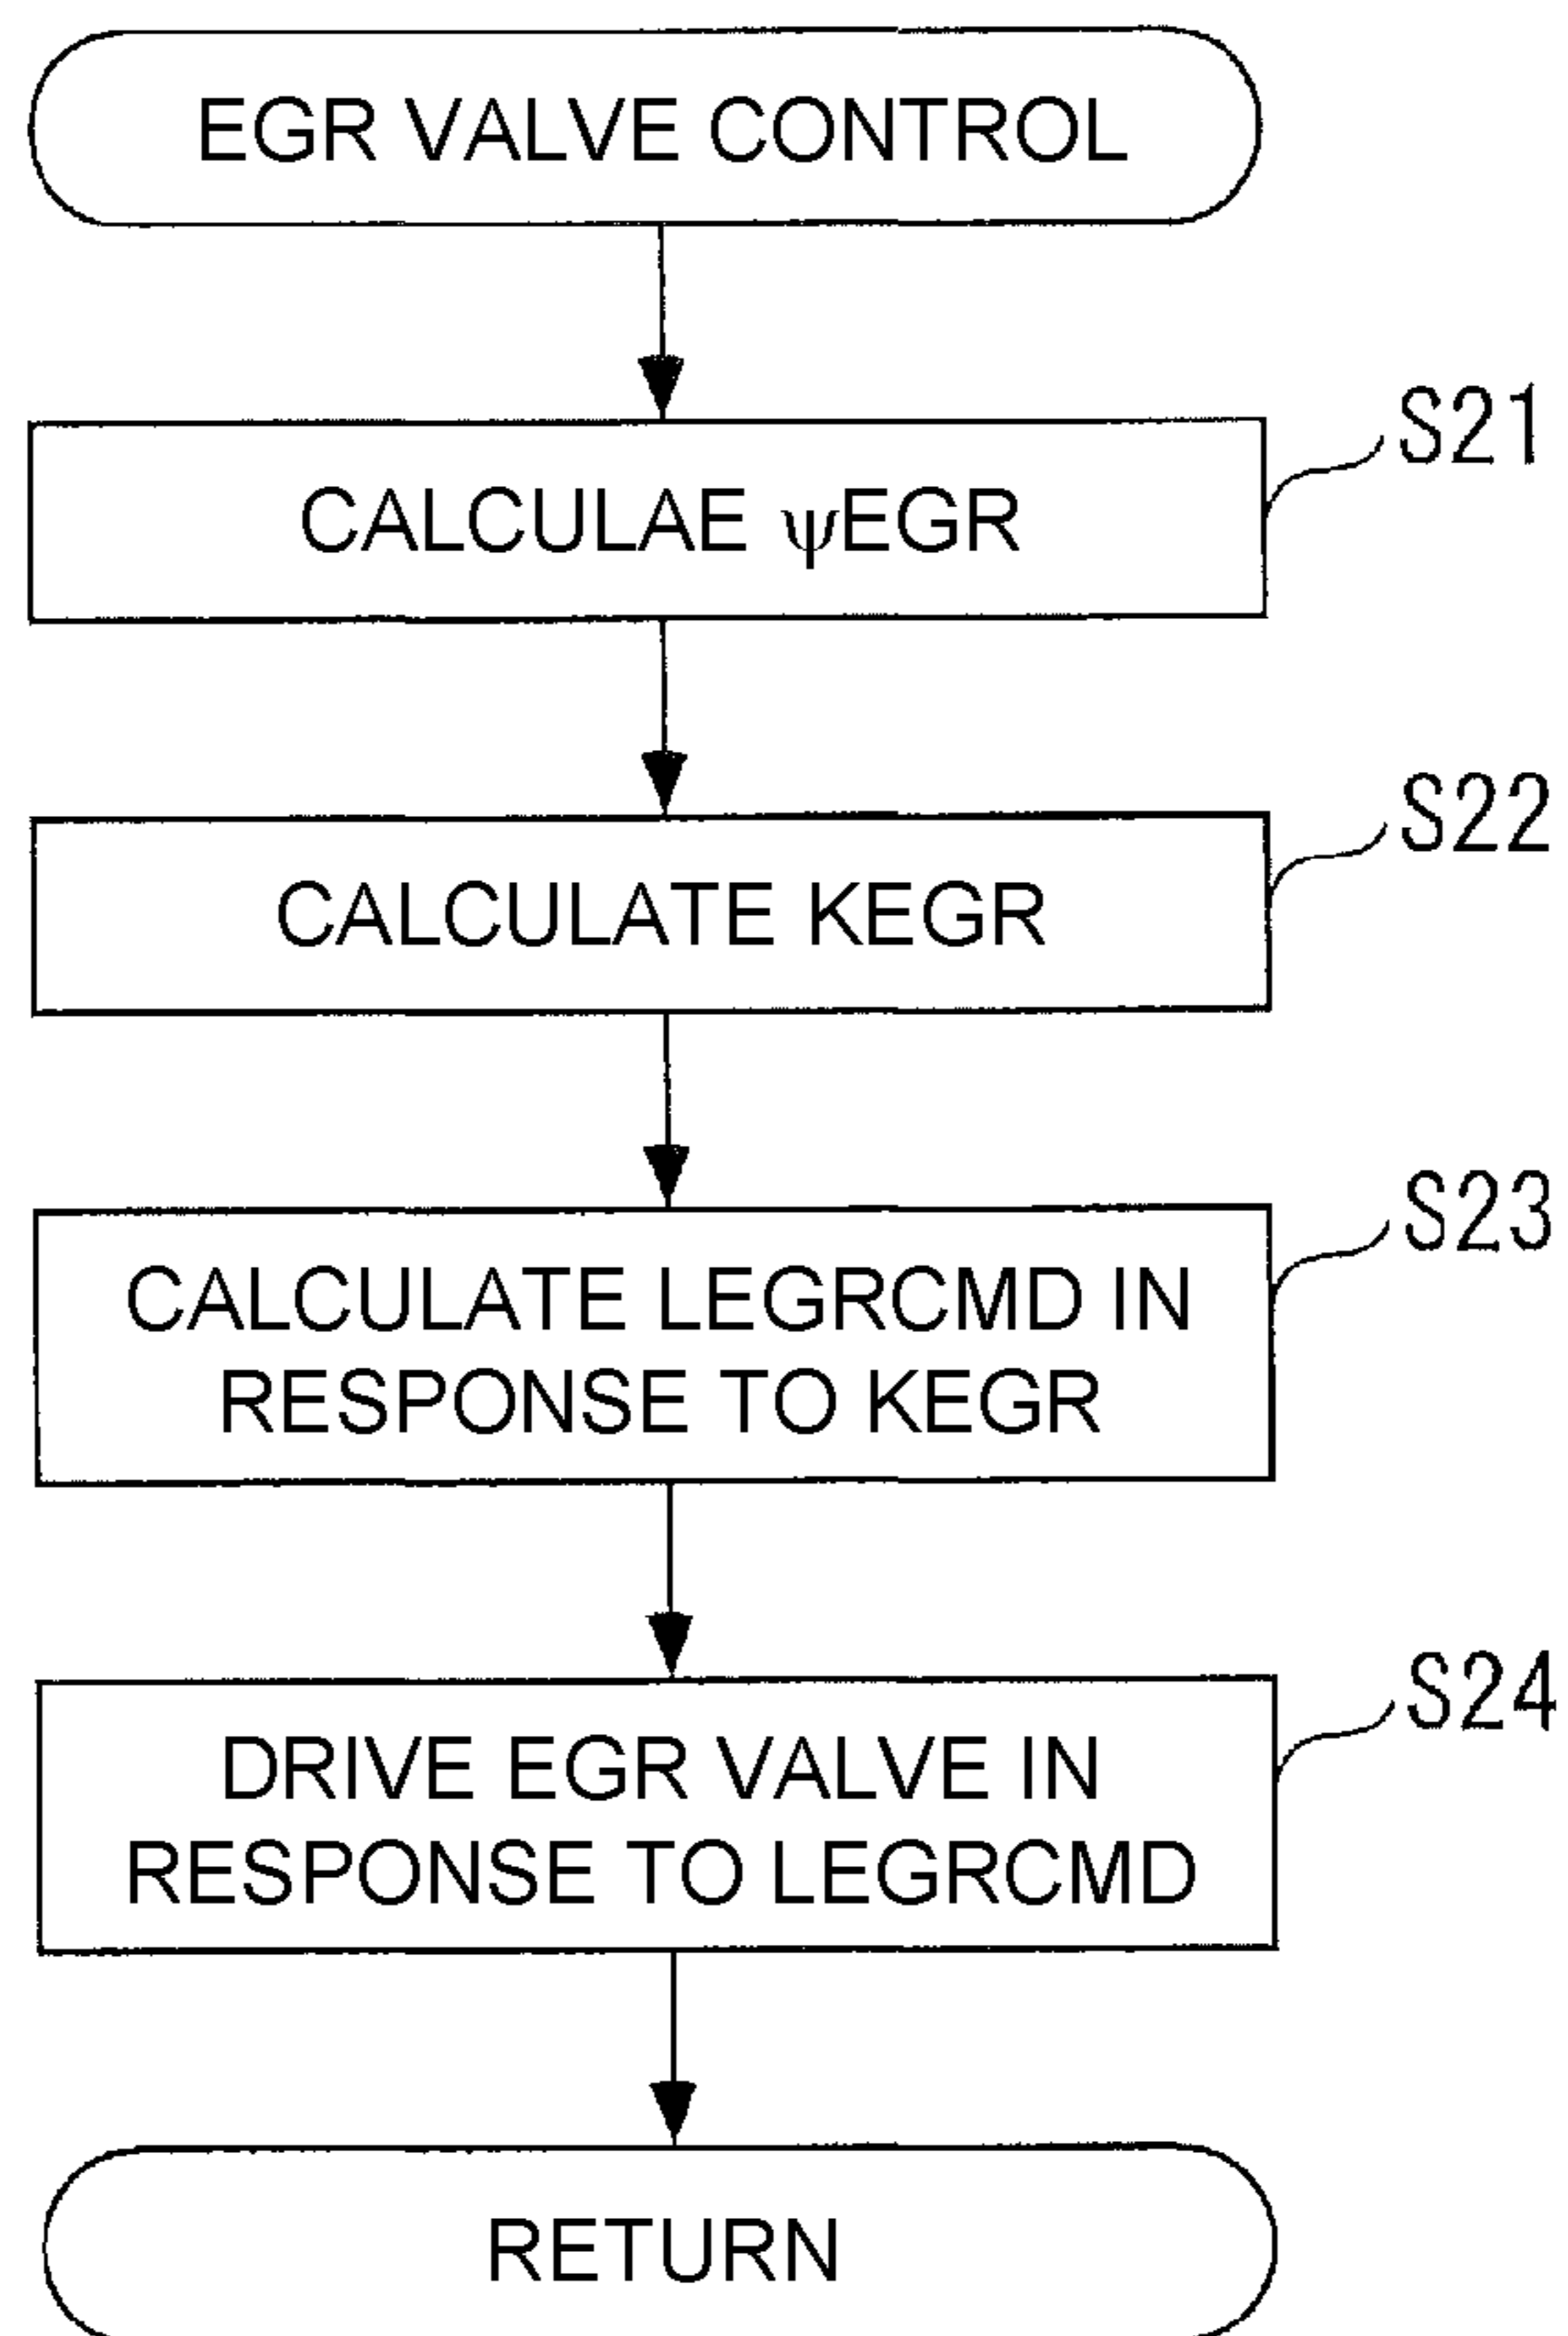 EGR VALVE CONTROL
S21
CALCULAE ψEGR
S22
CALCULATE KEGR
S23
CALCULATE LEGRCMD IN
RESPONSE TO KEGR
S24
DRIVE EGR VALVE IN
RESPONSE TO LEGRCMD
RETURN